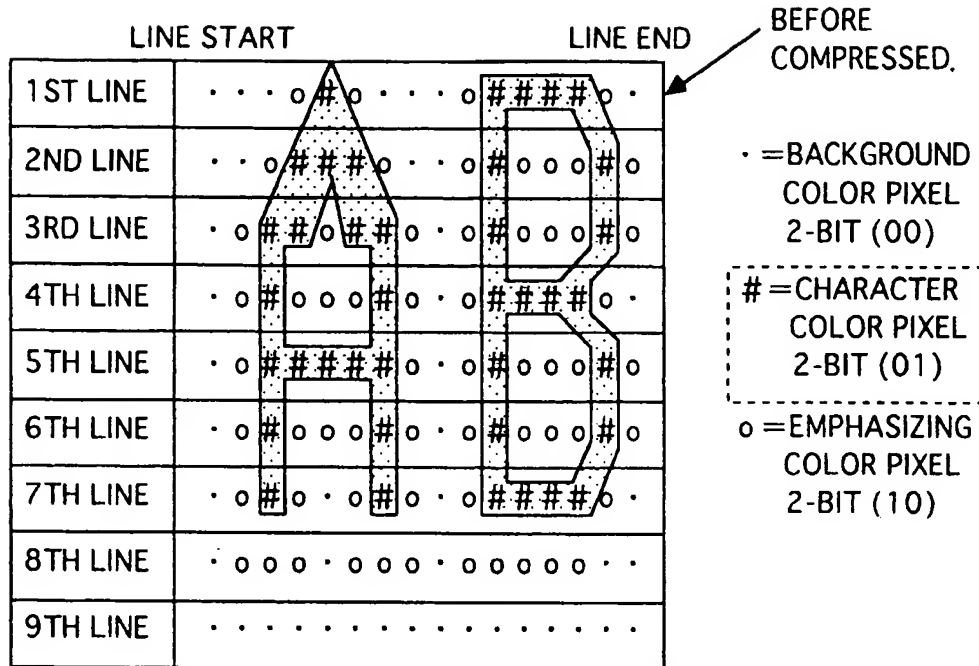 BEFORE
COMPRESSED.
LINE START LINE END
1ST LINE · · · o # o · · · o # # # # o ·
2ND LINE · · o # # # o · · o # o o o # o
3RD LINE · o # # o # # o · o # o o o # o
4TH LINE · o # o o o # o · o # # # # o ·
5TH LINE · o # # # # # o · o # o o o # o
6TH LINE · o # o o o # o · o # o o o # o
7TH LINE · o # o · o # o · o # # # # o ·
8TH LINE · o o o · o o o · o o o o o · ·
9TH LINE · · · · · · · · · · · · · · · ·
· =BACKGROUND
COLOR PIXEL
2-BIT (00)
# =CHARACTER
COLOR PIXEL
2-BIT (01)
o =EMPHASIZING
COLOR PIXEL
2-BIT (10)